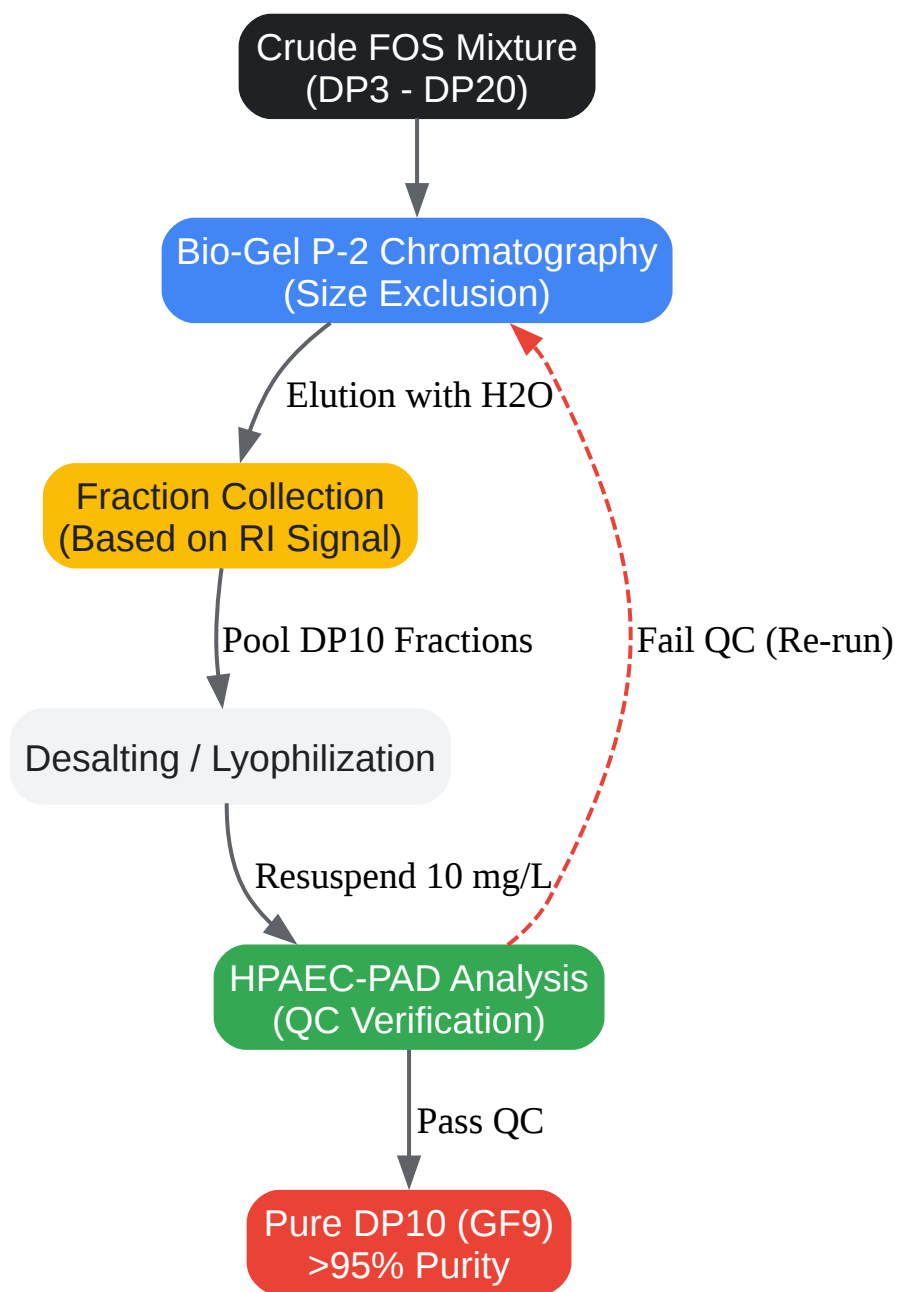 Crude FOS Mixture
(DP3 - DP20)
Bio-Gel P-2 Chromatography
(Size Exclusion)
Elution with H2O
Fraction Collection
(Based on RI Signal)
Pool DP10 Fractions
Fail QC (Re-run)
Desalting / Lyophilization
Resuspend 10 mg/L
HPAEC-PAD Analysis
(QC Verification)
Pass QC
Pure DP10 (GF9)
>95% Purity